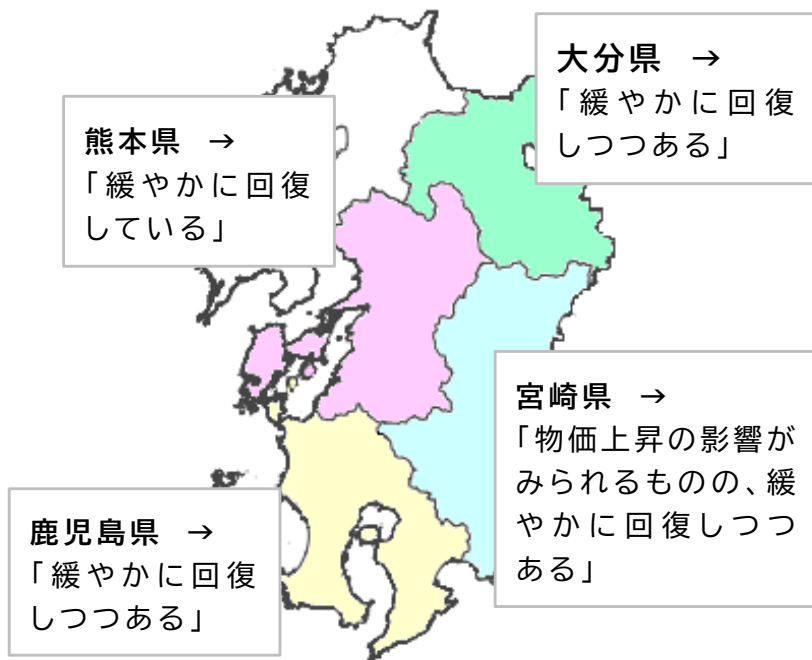 大分県 →
「緩やかに回復
しつつある」
熊本県 →
「緩やかに回復
している」
宮崎県 →
「物価上昇の影響が
みられるものの、緩
やかに回復しつつ
ある」
鹿児島県 →
「緩やかに回復
しつつある」